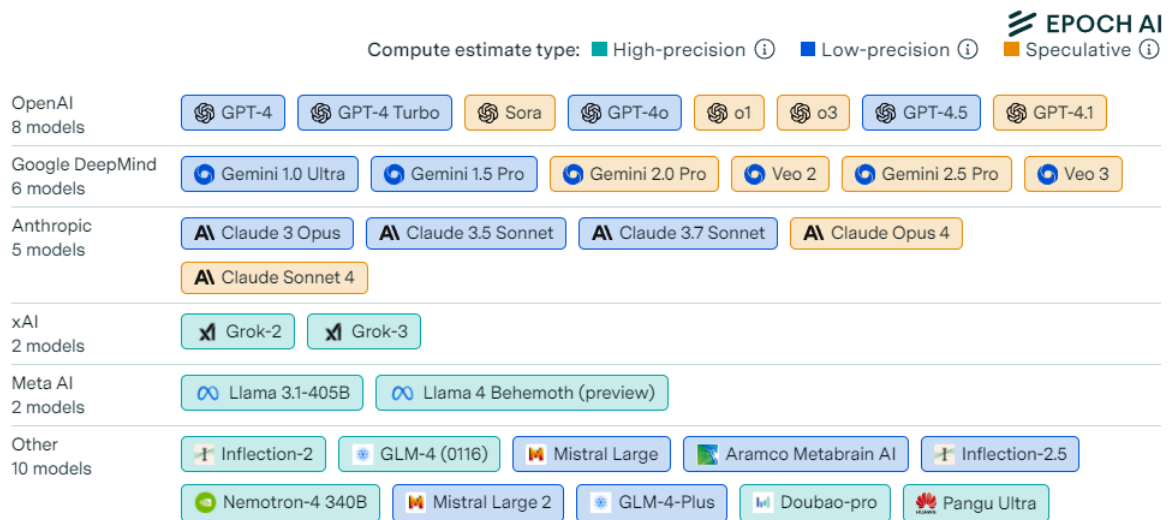 EPOCH AI
Compute estimate type: High-precision Low-precision Speculative
OpenAI
8 models
GPT-4 GPT-4 Turbo Sora GPT-4o o1 o3 GPT-4.5 GPT-4.1
Google DeepMind
6 models
Gemini 1.0 Ultra Gemini 1.5 Pro Gemini 2.0 Pro Veo 2 Gemini 2.5 Pro Veo 3
Anthropic
5 models
Claude 3 Opus Claude 3.5 Sonnet Claude 3.7 Sonnet Claude Opus 4
Claude Sonnet 4
xAI
2 models
Grok-2 Grok-3
Meta AI
2 models
Llama 3.1-405B Llama 4 Behemoth (preview)
Other
10 models
Inflection-2 GLM-4 (0116) Mistral Large Aramco Metabrain AI Inflection-2.5
Nemotron-4 340B Mistral Large 2 GLM-4-Plus Doubao-pro HUAWEI Pangu Ultra